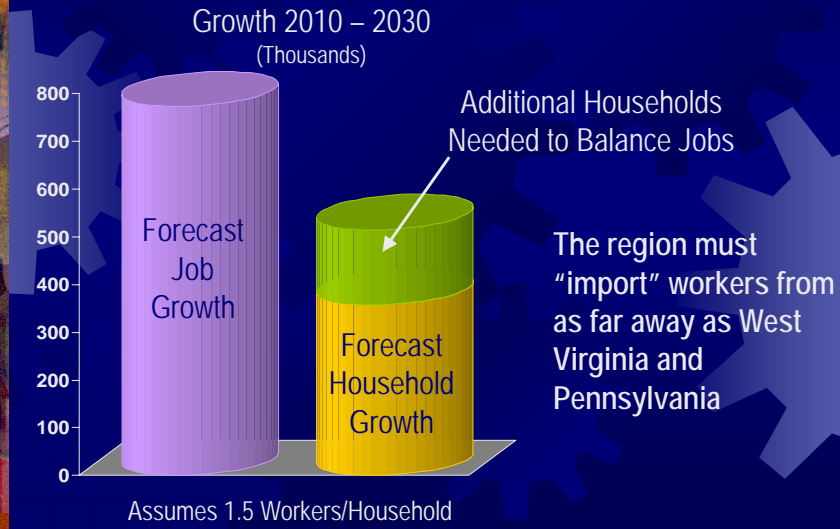 Growth 2010 – 2030
(Thousands)
800
700
600
500
400
300
200
100
0
Forecast
Job
Growth
Forecast
Household
Growth
Additional Households
Needed to Balance Jobs
The region must
“import” workers from
as far away as West
Virginia and
Pennsylvania
Assumes 1.5 Workers/Household